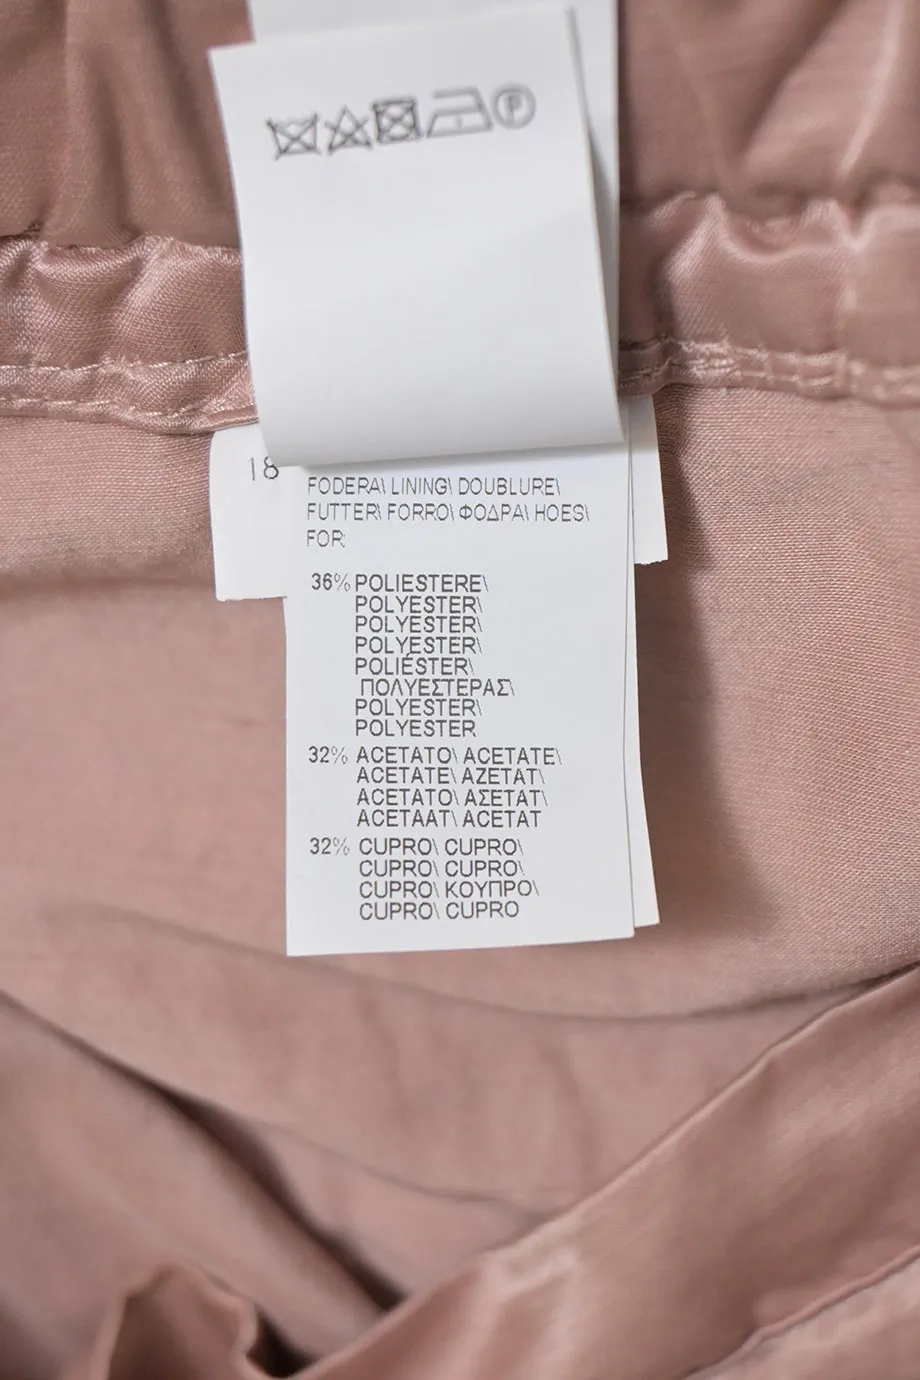 P
18
FODERA\ LINING\ DOUBLURE\
FUTTER\ FORRO\ ΦΟΔΡΑ\ HOES\
FOR:
36% POLIESTERE\
POLYESTER\
POLYESTER\
POLYESTER\
POLIÉSTER\
ΠΟΛΥΕΣΤΕΡΑΣ\
POLYESTER\
POLYESTER
32% ACETATO\ ACETATE\
ACETATE\ AZETAT\
ACETATO\ ΑΣΕΤΑΤ\
ACETAAT\ ACETAT
32% CUPRO\ CUPRO\
CUPRO\ CUPRO\
CUPRO\ ΚΟΥΠΡΟ\
CUPRO\ CUPRO